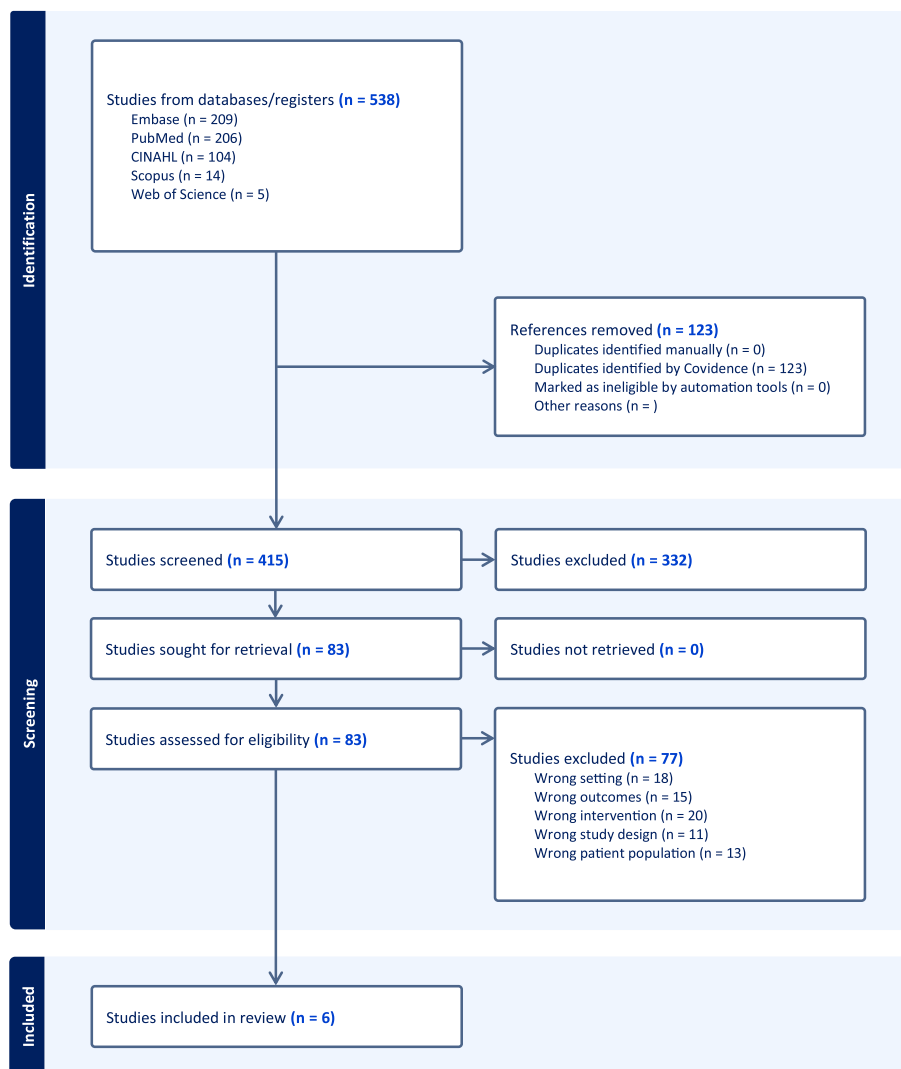 Identification
Studies from databases/registers (n = 538)
Embase (n = 209)
PubMed (n = 206)
CINAHL (n = 104)
Scopus (n = 14)
Web of Science (n = 5)
References removed (n = 123)
Duplicates identified manually (n = 0)
Duplicates identified by Covidence (n = 123)
Marked as ineligible by automation tools (n = 0)
Other reasons (n = )
Screening
Studies screened (n = 415)
Studies excluded (n = 332)
Studies sought for retrieval (n = 83)
Studies not retrieved (n = 0)
Studies assessed for eligibility (n = 83)
Studies excluded (n = 77)
Wrong setting (n = 18)
Wrong outcomes (n = 15)
Wrong intervention (n = 20)
Wrong study design (n = 11)
Wrong patient population (n = 13)
Included
Studies included in review (n = 6)